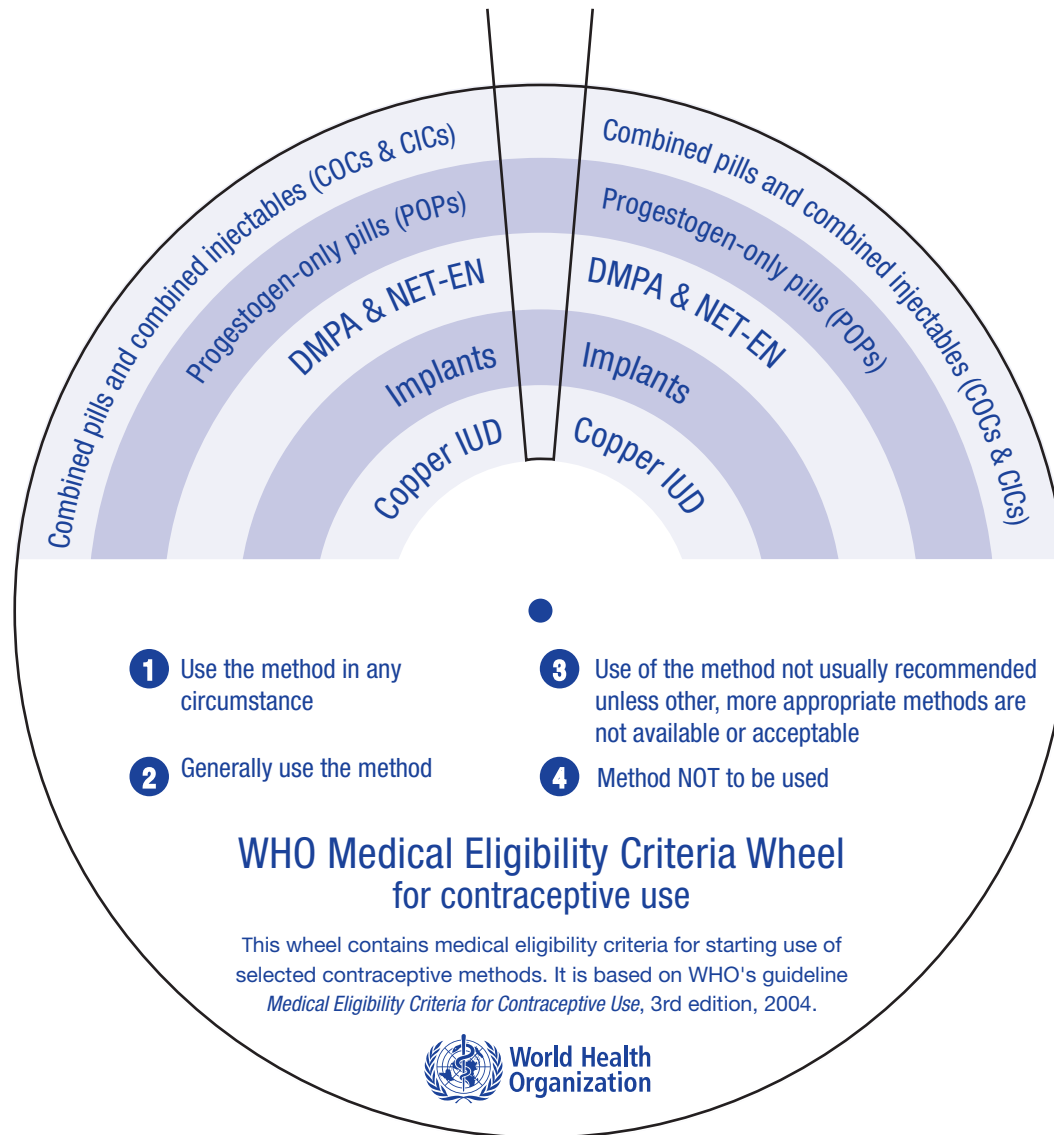 Combined pills and combined injectables (COCs & CICs)
Progestogen-only pills (POPs)
DMPA & NET-EN
Implants
Copper IUD
Combined pills and combined injectables (COCs & CICs)
Progestogen-only pills (POPs)
DMPA & NET-EN
Implants
Copper IUD
1 Use the method in any
circumstance
2 Generally use the method
3 Use of the method not usually recommended
unless other, more appropriate methods are
not available or acceptable
4 Method NOT to be used
WHO Medical Eligibility Criteria Wheel
for contraceptive use
This wheel contains medical eligibility criteria for starting use of
selected contraceptive methods. It is based on WHO's guideline
Medical Eligibility Criteria for Contraceptive Use, 3rd edition, 2004.
World Health
Organization